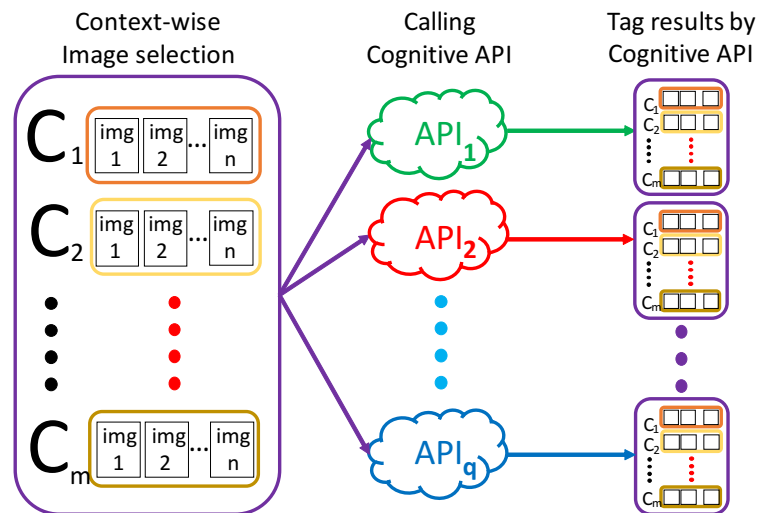 Context-wise
Image selection
Calling
Cognitive API
Tag results by
Cognitive API
C1
img 1
img 2
...
img n
C2
img 1
img 2
...
img n
Cm
img 1
img 2
...
img n
API1
API2
APIq
C1
C2
Cm
C1
C2
Cm
C1
C2
Cm